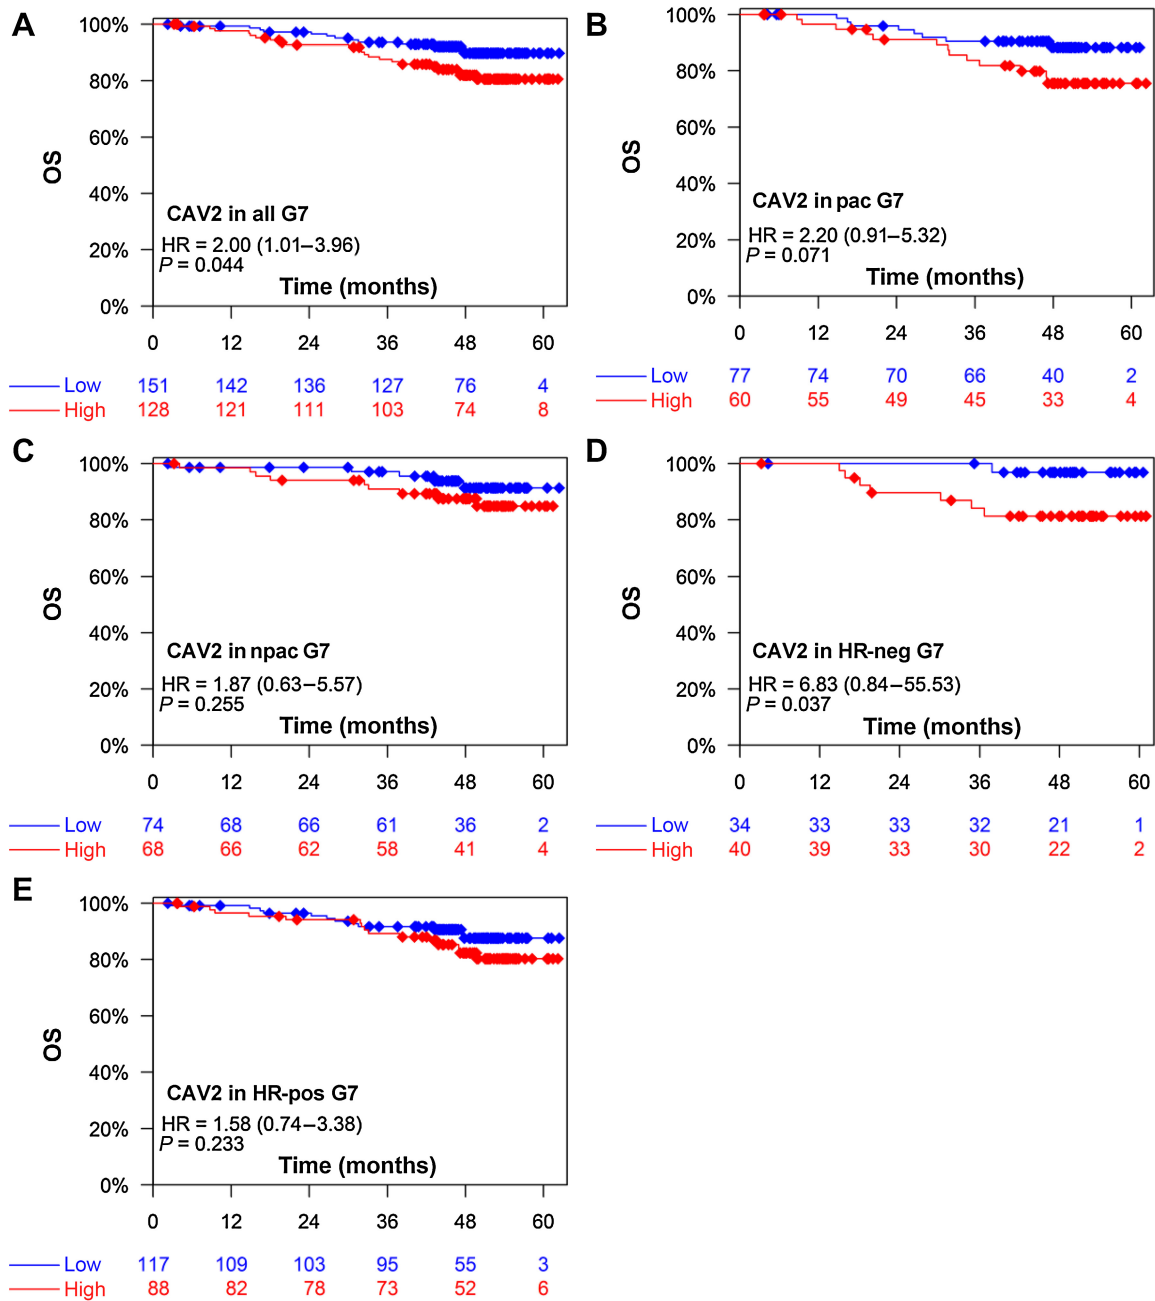 A
100%
80%
60%
40%
20%
0%
OS
CAV2 in all G7
HR = 2.00 (1.01–3.96)
P = 0.044
Time (months)
0 12 24 36 48 60
Low 151 142 136 127 76 4
High 128 121 111 103 74 8
B
100%
80%
60%
40%
20%
0%
OS
CAV2 in pac G7
HR = 2.20 (0.91–5.32)
P = 0.071
Time (months)
0 12 24 36 48 60
Low 77 74 70 66 40 2
High 60 55 49 45 33 4
C
100%
80%
60%
40%
20%
0%
OS
CAV2 in npac G7
HR = 1.87 (0.63–5.57)
P = 0.255
Time (months)
0 12 24 36 48 60
Low 74 68 66 61 36 2
High 68 66 62 58 41 4
D
100%
80%
60%
40%
20%
0%
OS
CAV2 in HR-neg G7
HR = 6.83 (0.84–55.53)
P = 0.037
Time (months)
0 12 24 36 48 60
Low 34 33 33 32 21 1
High 40 39 33 30 22 2
E
100%
80%
60%
40%
20%
0%
OS
CAV2 in HR-pos G7
HR = 1.58 (0.74–3.38)
P = 0.233
Time (months)
0 12 24 36 48 60
Low 117 109 103 95 55 3
High 88 82 78 73 52 6